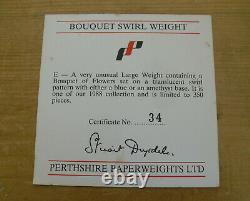 BOUQUET SWIRL WEIGHT
E — A very unusual Large Weight containing a
Bouquet of Flowers set on a translucent swirl
pattern with either a blue or an amethyst base. It is
one of our 1988 collection and is limited to 350
pieces.
Certificate No. 34
Stuart Drysdale.
PERTHSHIRE PAPERWEIGHTS LTD